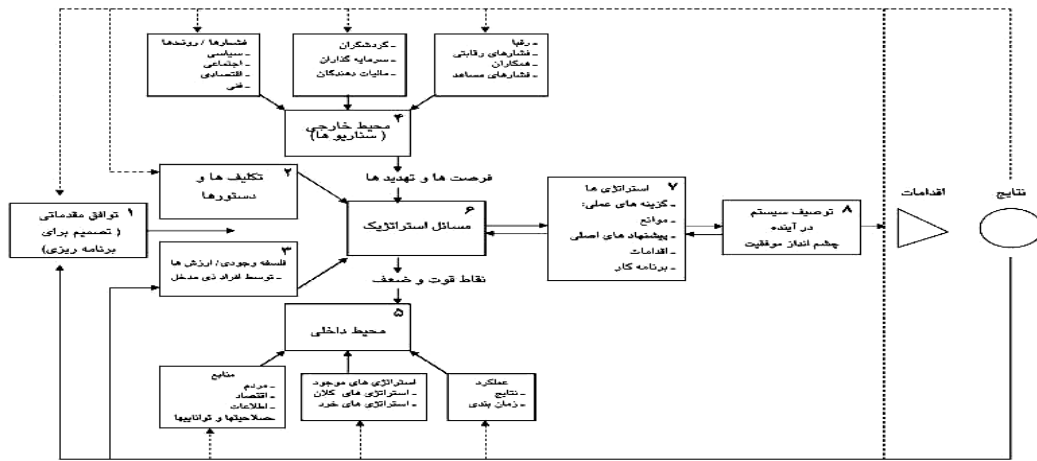 فشارها / روندها
ـ سیاسی
ـ اجتماعی
ـ اقتصادی
ـ فنی
ـ گردشگران
ـ سرمایه گذاران
ـ مالیات دهندگان
ـ رقبا
ـ فشارهای رقابتی
ـ همکاران
ـ فشارهای مساعد
۴
محیط خارجی
( سناریو ها)
فرصت ها و تهدید ها
۲
تکلیف ها و
دستورها
۱
توافق مقدماتی
( تصمیم برای
برنامه ریزی)
۳
فلسفه وجودی/ ارزش ها
ـ توسط افراد ذی مدخل
۶
مسائل استراتژیک
۷
استراتژی ها
ـ گزینه های عملی:
ـ موانع
ـ پیشنهاد های اصلی
ـ اقدامات
ـ برنامه کار
۸
توصیف سیستم
در آینده
چشم انداز موفقیت
اقدامات
نتایج
نقاط قوت و ضعف
۵
محیط داخلی
منابع
ـ مردم
ـ اقتصاد
ـ اطلاعات
ـ صلاحیتها و تواناییها
استراتژی های موجود
ـ استراتژی های کلان
ـ استراتژی های خرد
عملکرد
ـ نتایج
ـ زمان بندی